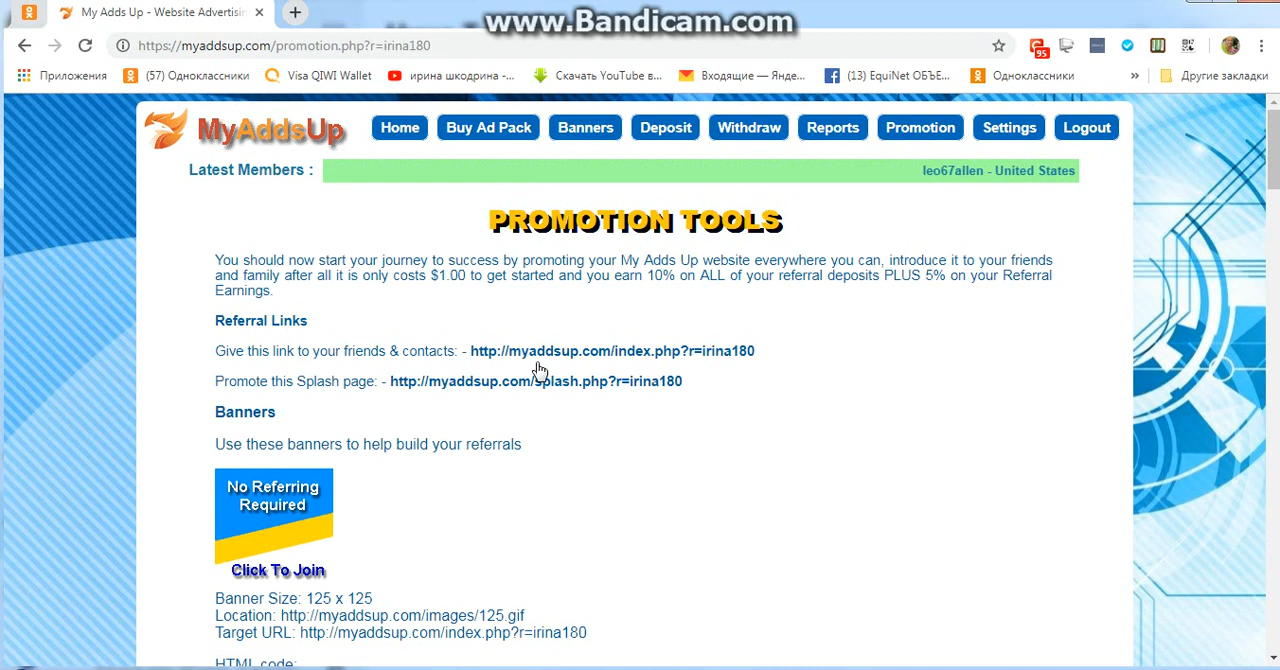 www.Bandicam.com
My Adds Up - Website Advertisin
https://myaddsup.com/promotion.php?r=irina180
95
Приложения
(57) Одноклассники
Visa QIWI Wallet
ирина шкодрина -...
Скачать YouTube в...
Входящие — Янде...
(13) EquiNet ОБЪЕ...
Одноклассники
»
Другие закладки
MyAddsUp
Home
Buy Ad Pack
Banners
Deposit
Withdraw
Reports
Promotion
Settings
Logout
Latest Members :
leo67allen - United States
PROMOTION TOOLS
You should now start your journey to success by promoting your My Adds Up website everywhere you can, introduce it to your friends
and family after all it is only costs $1.00 to get started and you earn 10% on ALL of your referral deposits PLUS 5% on your Referral
Earnings.
Referral Links
Give this link to your friends & contacts: - http://myaddsup.com/index.php?r=irina180
Promote this Splash page: - http://myaddsup.com/splash.php?r=irina180
Banners
Use these banners to help build your referrals
No Referring
Required
Click To Join
Banner Size: 125 x 125
Location: http://myaddsup.com/images/125.gif
Target URL: http://myaddsup.com/index.php?r=irina180
HTML code: